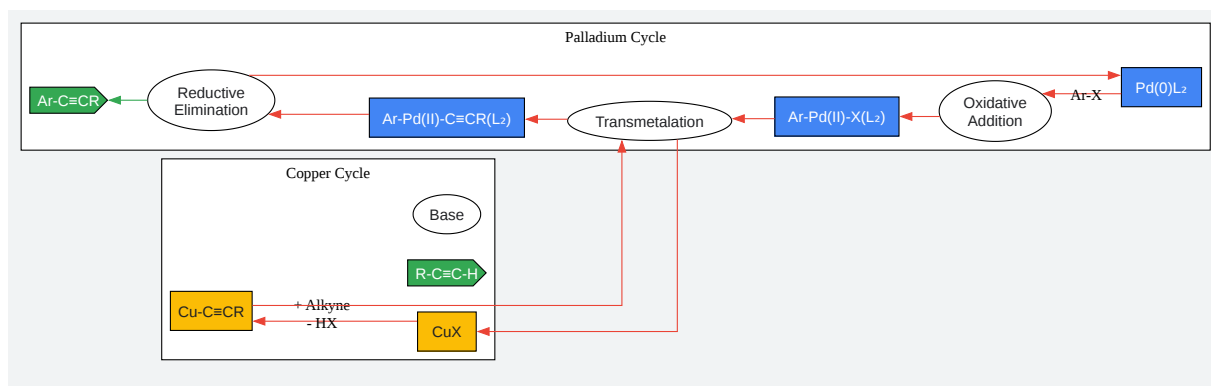 Palladium Cycle
Ar-C≡CR
Reductive
Elimination
Ar-Pd(II)-C≡CR(L₂)
Transmetalation
Ar-Pd(II)-X(L₂)
Oxidative
Addition
Ar-X
Pd(0)L₂
Copper Cycle
Base
R-C≡C-H
Cu-C≡CR
+ Alkyne
- HX
CuX